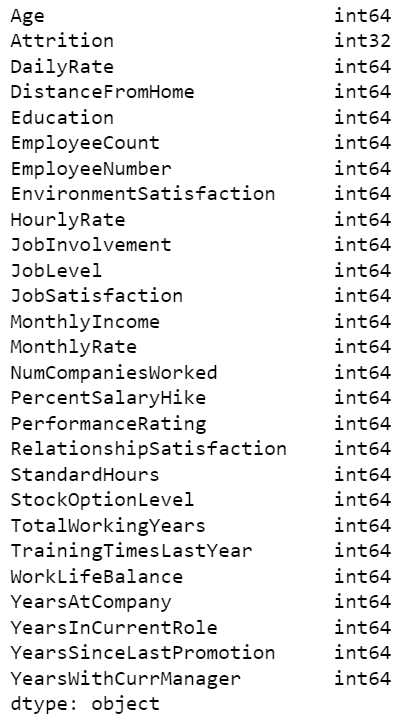 Age int64
Attrition int32
DailyRate int64
DistanceFromHome int64
Education int64
EmployeeCount int64
EmployeeNumber int64
EnvironmentSatisfaction int64
HourlyRate int64
JobInvolvement int64
JobLevel int64
JobSatisfaction int64
MonthlyIncome int64
MonthlyRate int64
NumCompaniesWorked int64
PercentSalaryHike int64
PerformanceRating int64
RelationshipSatisfaction int64
StandardHours int64
StockOptionLevel int64
TotalWorkingYears int64
TrainingTimesLastYear int64
WorkLifeBalance int64
YearsAtCompany int64
YearsInCurrentRole int64
YearsSinceLastPromotion int64
YearsWithCurrManager int64
dtype: object